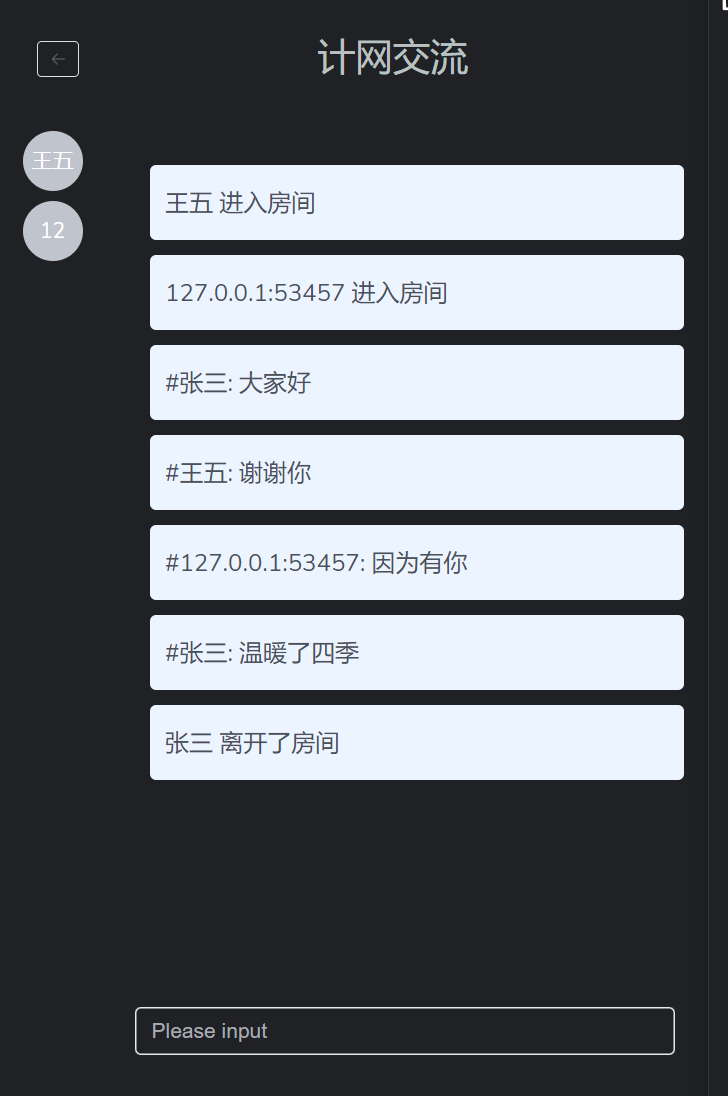 计网交流
王五
12
王五 进入房间
127.0.0.1:53457 进入房间
#张三: 大家好
#王五: 谢谢你
#127.0.0.1:53457: 因为有你
#张三: 温暖了四季
张三 离开了房间
Please input